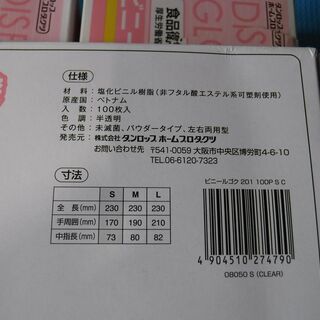 食品衛
厚生労働省
ビニー
仕様
材　料：塩化ビニル樹脂（非フタル酸エステル系可塑剤使用）
原産国：ベトナム
入　数：100枚入
色　調：半透明
その他：未滅菌、パウダータイプ、左右両用型
発売元：株式会社ダンロップ ホームプロダクツ
〒541-0059 大阪市中央区博労町4-6-10
お問い合わせ先
TEL.06-6120-7323
寸法
S M L
全 長(mm) 230 230 230
手周囲(mm) 170 190 210
中指長(mm) 73 80 82
ビニールゴク 201 100P S C
4 904510 274790
08050 S (CLEAR)